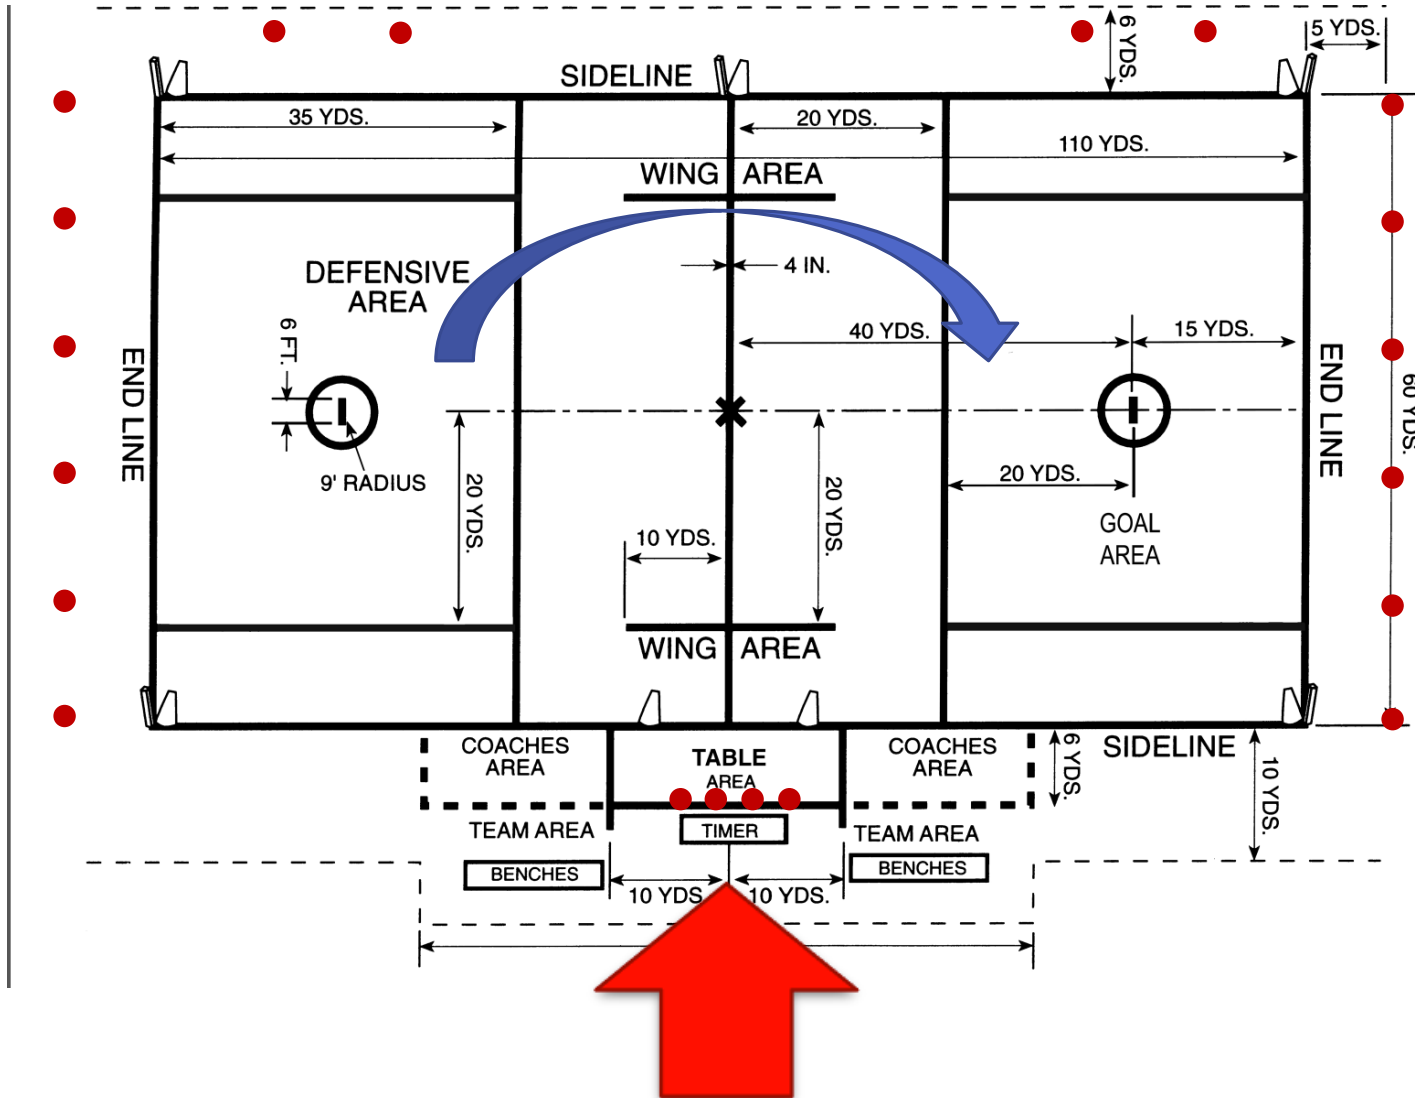 6 YDS.
5 YDS.
SIDELINE
35 YDS.
20 YDS.
110 YDS.
WING AREA
DEFENSIVE
AREA
4 IN.
6 FT.
40 YDS.
15 YDS.
END LINE
END LINE
60 YDS.
9' RADIUS
20 YDS.
20 YDS.
20 YDS.
GOAL
AREA
10 YDS.
WING AREA
COACHES
AREA
TABLE
AREA
COACHES
AREA
6 YDS.
SIDELINE
10 YDS.
TEAM AREA
TIMER
TEAM AREA
BENCHES
BENCHES
10 YDS.
10 YDS.